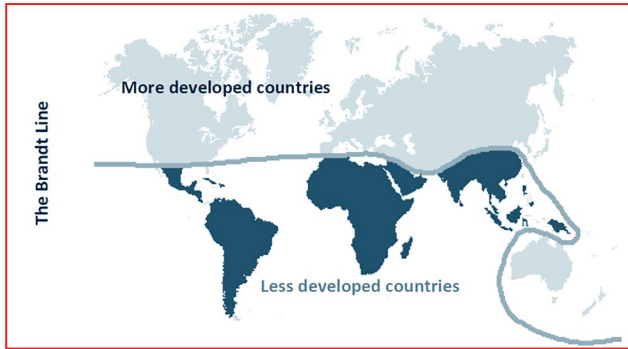 More developed countries
The Brandt Line
Less developed countries